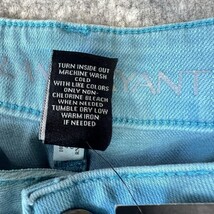 TURN INSIDE OUT
MACHINE WASH
COLD
WITH LIKE COLORS
ONLY NON-
CHLORINE BLEACH
WHEN NEEDED
TUMBLE DRY LOW
WARM IRON
IF NEEDED